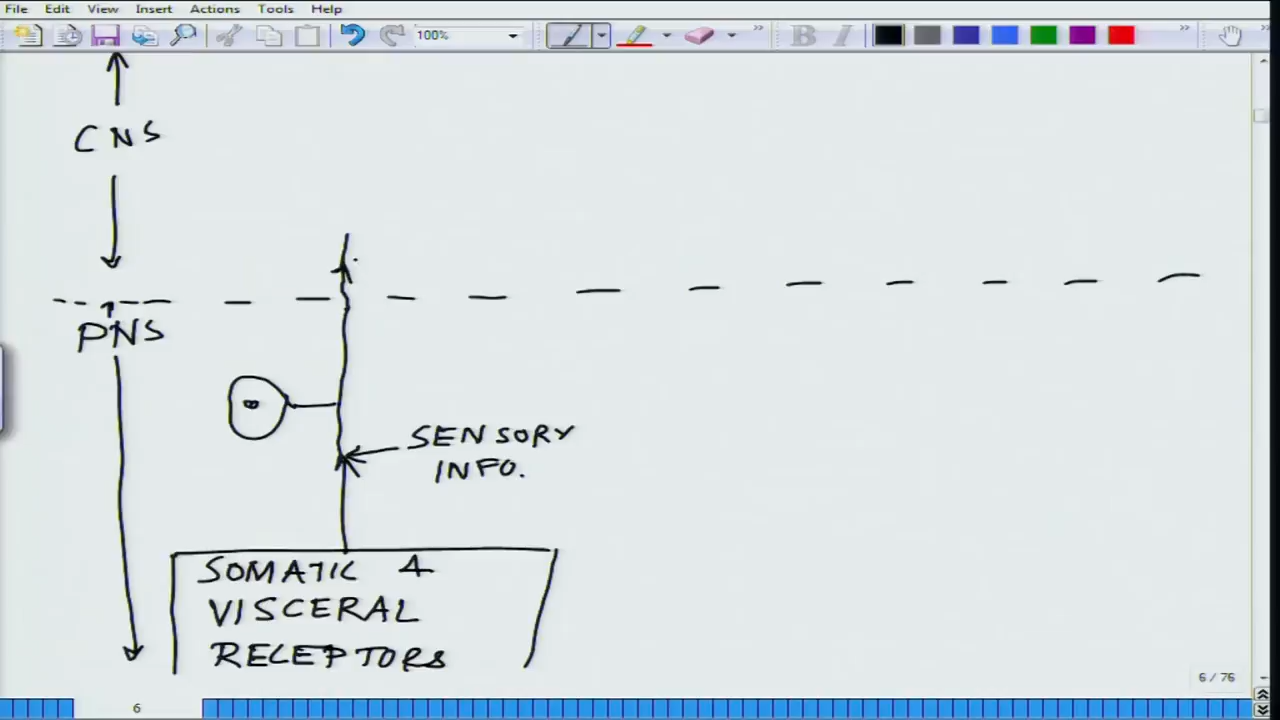 File Edit View Insert Actions Tools Help
100%
B I
CNS
PNS
SENSORY
INFO.
SOMATIC &
VISCERAL
RECEPTORS
6 / 76
6